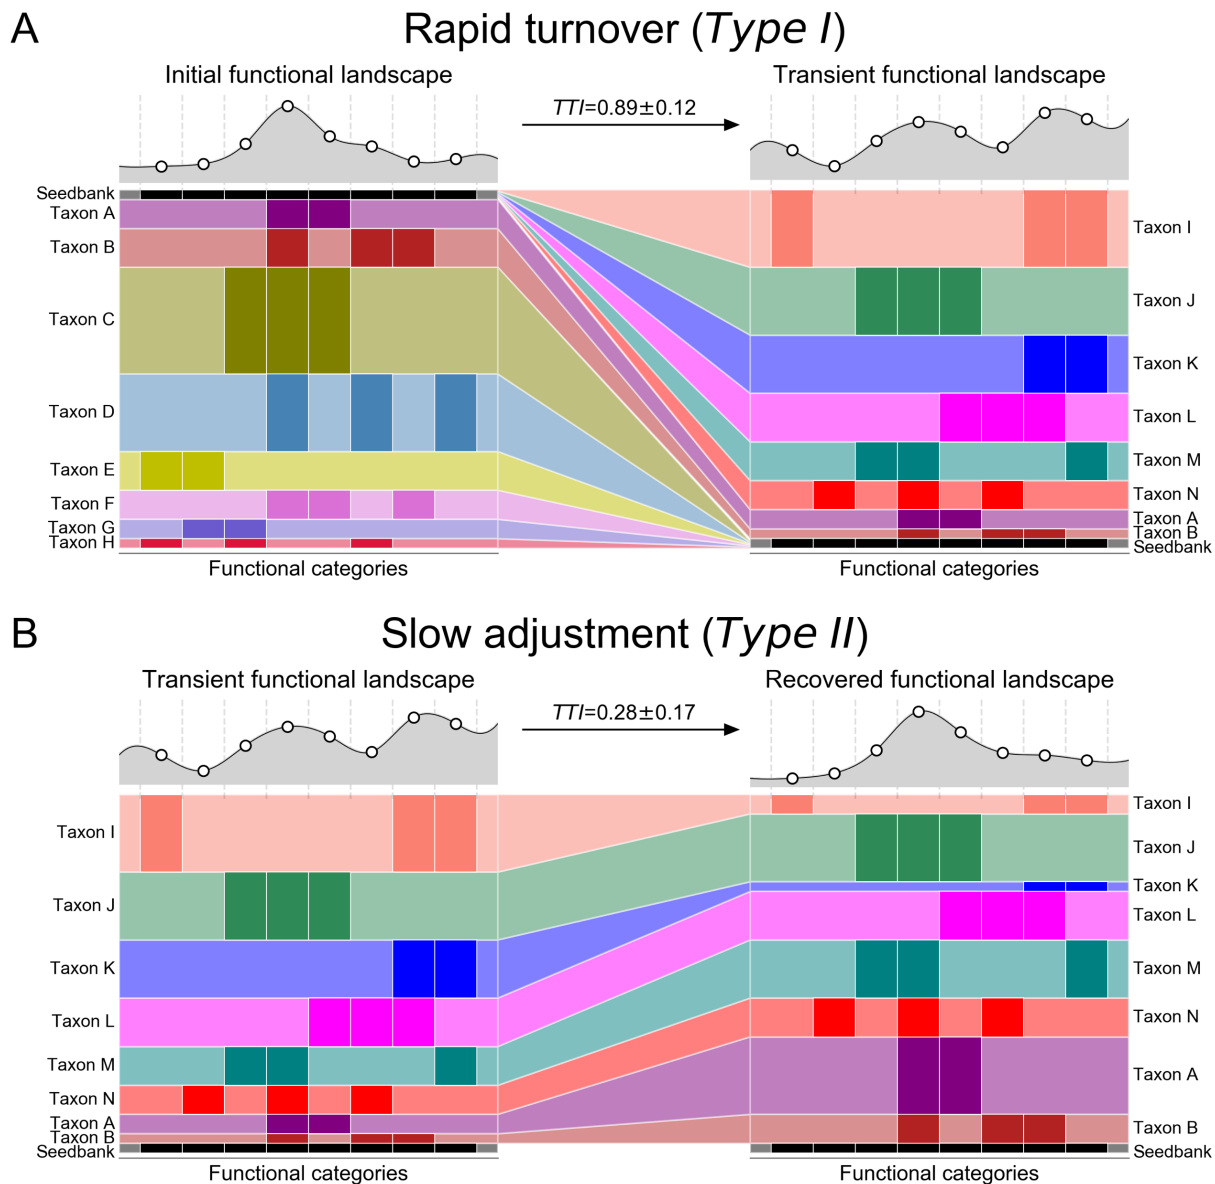 A
Rapid turnover (Type I)
Initial functional landscape
Transient functional landscape
TTI=0.89±0.12
Seedbank
Taxon A
Taxon B
Taxon C
Taxon D
Taxon E
Taxon F
Taxon G
Taxon H
Taxon I
Taxon J
Taxon K
Taxon L
Taxon M
Taxon N
Taxon A
Taxon B
Seedbank
Functional categories
Functional categories
B
Slow adjustment (Type II)
Transient functional landscape
Recovered functional landscape
TTI=0.28±0.17
Taxon I
Taxon J
Taxon K
Taxon L
Taxon M
Taxon N
Taxon A
Taxon B
Seedbank
Taxon I
Taxon J
Taxon K
Taxon L
Taxon M
Taxon N
Taxon A
Taxon B
Seedbank
Functional categories
Functional categories